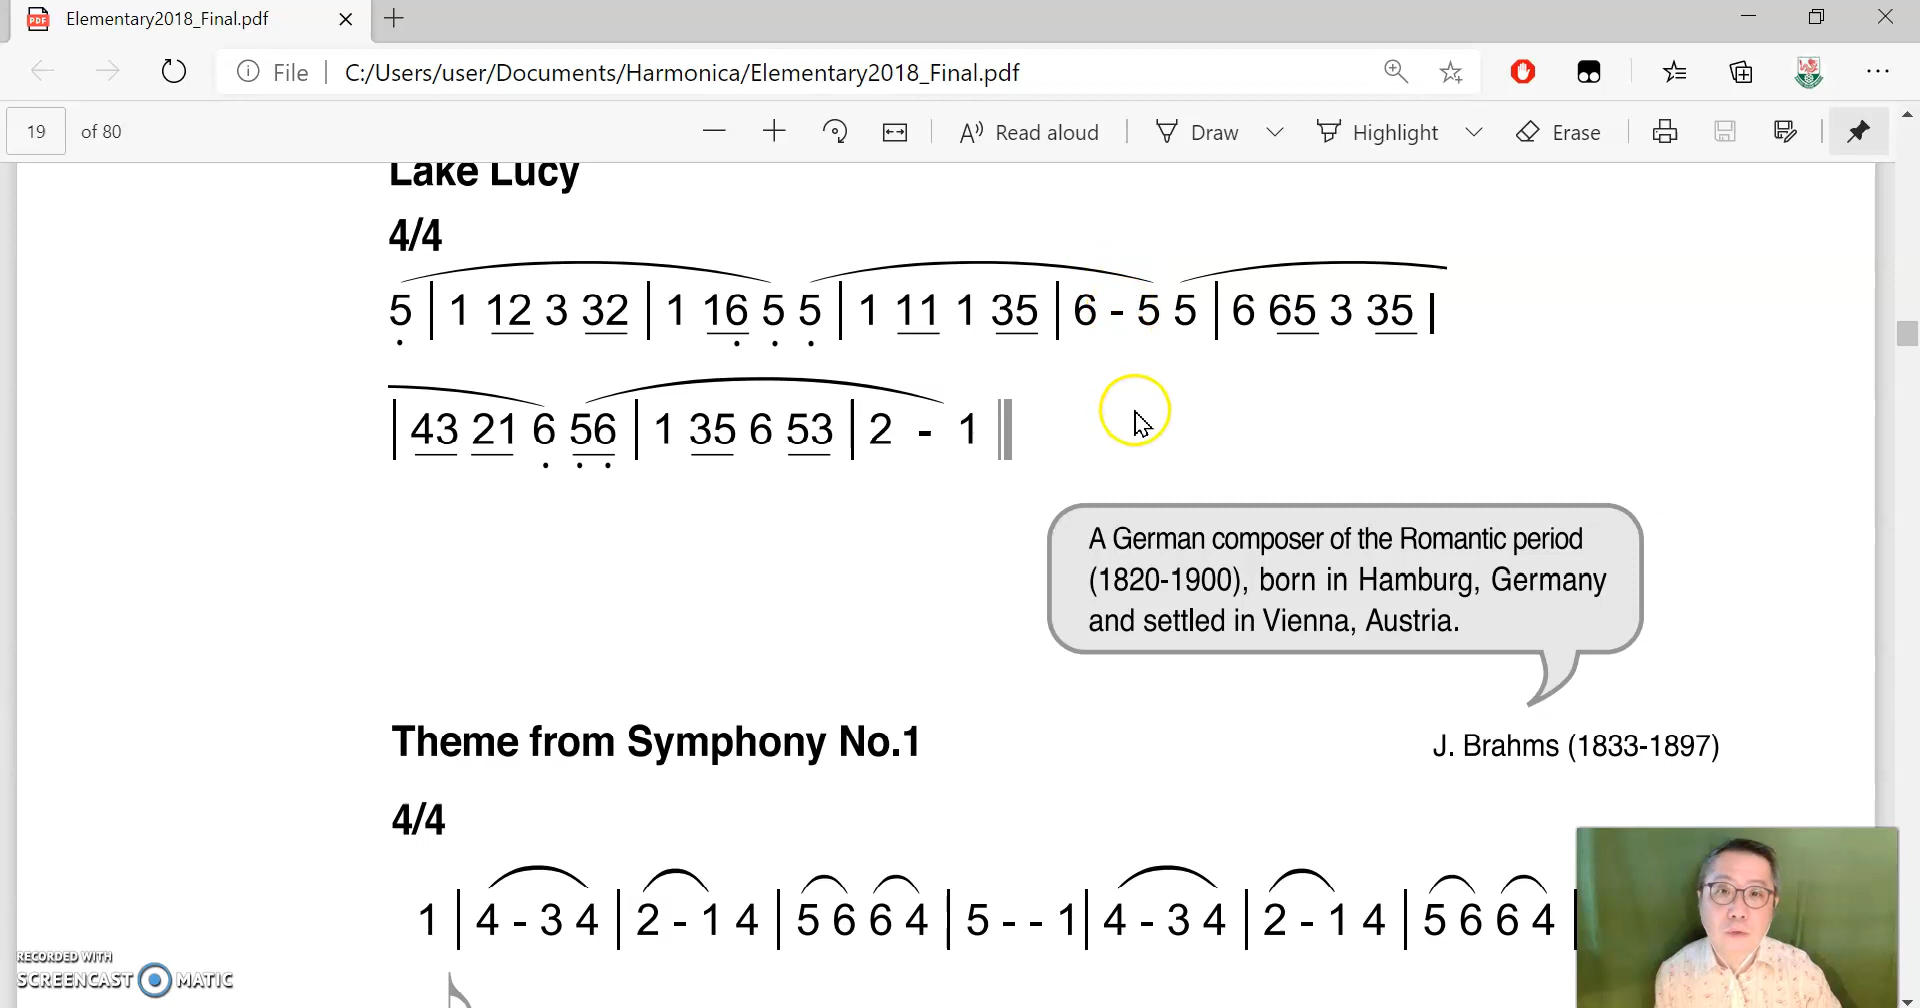 Elementary2018_Final.pdf
File | C:/Users/user/Documents/Harmonica/Elementary2018_Final.pdf
19 of 80 Read aloud Draw Highlight Erase
Lake Lucy
4/4
5 | 1 12 3 32 | 1 16 5 5 | 1 11 1 35 | 6 - 5 5 | 6 65 3 35 |
| 43 21 6 56 | 1 35 6 53 | 2 - 1 ||
A German composer of the Romantic period
(1820-1900), born in Hamburg, Germany
and settled in Vienna, Austria.
Theme from Symphony No.1
J. Brahms (1833-1897)
4/4
1 | 4 - 3 4 | 2 - 1 4 | 5 6 6 4 | 5 - - 1 | 4 - 3 4 | 2 - 1 4 | 5 6 6 4 |
RECORDED WITH
SCREENCAST MATIC